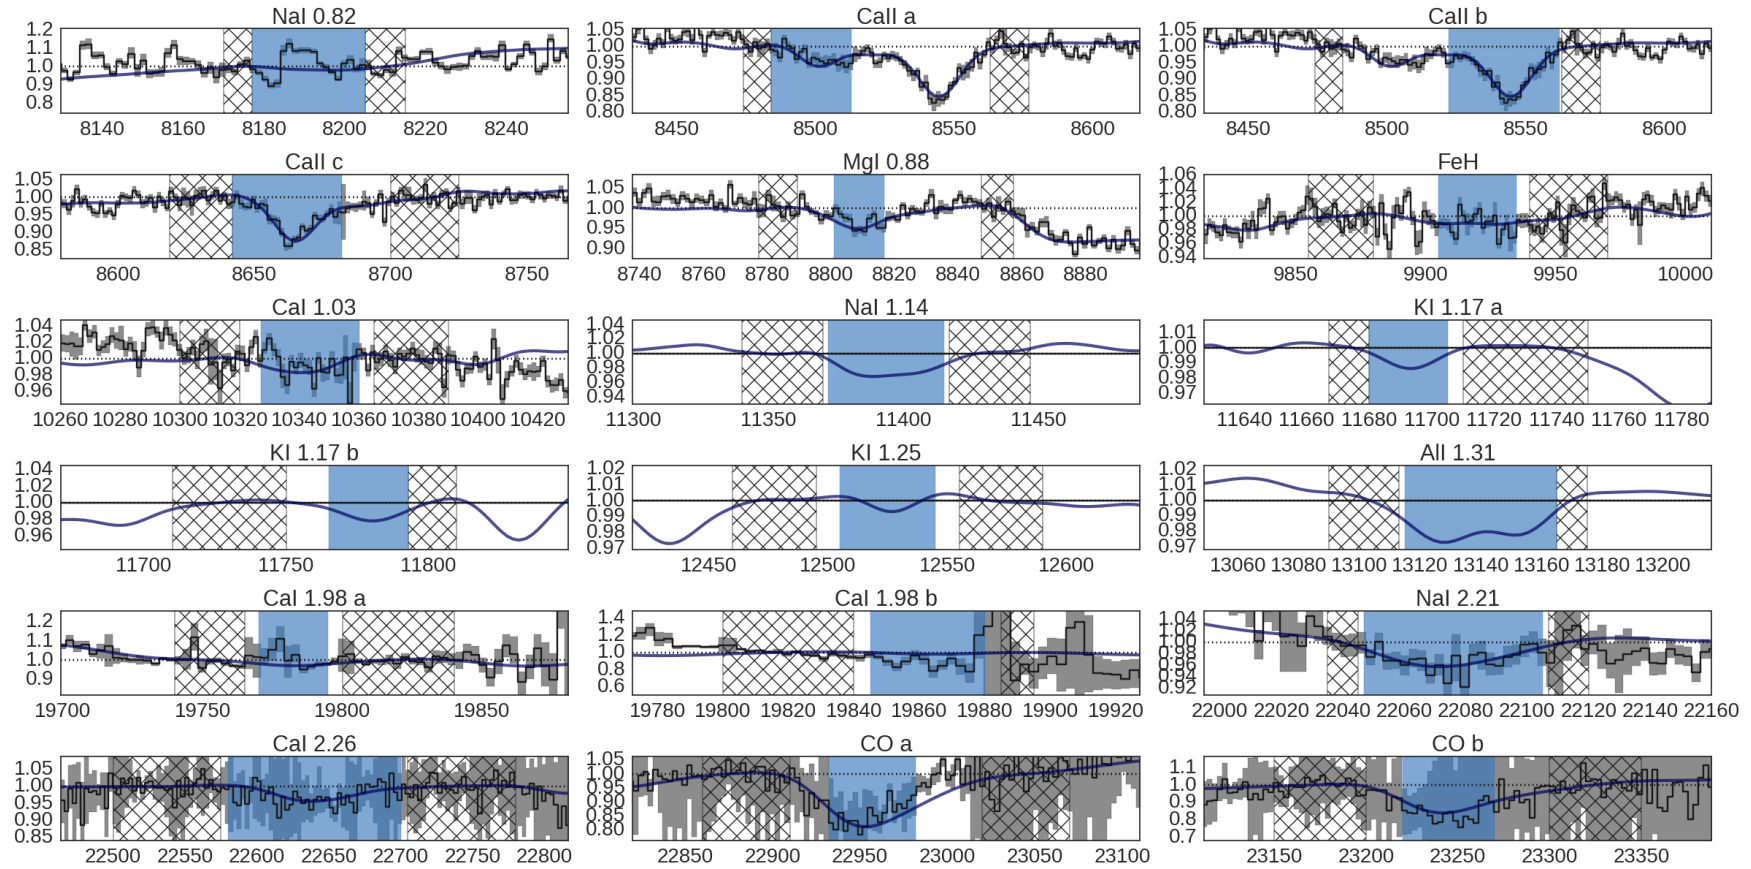 NaI 0.82
CaII a
CaII b
1.2
1.1
1.0
0.9
0.8
8140 8160 8180 8200 8220 8240
1.05
1.00
0.95
0.90
0.85
0.80
8450 8500 8550 8600
1.05
1.00
0.95
0.90
0.85
0.80
8450 8500 8550 8600
CaII c
MgI 0.88
FeH
1.05
1.00
0.95
0.90
0.85
8600 8650 8700 8750
1.05
1.00
0.95
0.90
8740 8760 8780 8800 8820 8840 8860 8880
1.06
1.04
1.02
1.00
0.98
0.96
0.94
9850 9900 9950 10000
CaI 1.03
NaI 1.14
KI 1.17 a
1.04
1.02
1.00
0.98
0.96
10260 10280 10300 10320 10340 10360 10380 10400 10420
1.04
1.02
1.00
0.98
0.96
0.94
11300 11350 11400 11450
1.01
1.00
0.99
0.98
0.97
11640 11660 11680 11700 11720 11740 11760 11780
KI 1.17 b
KI 1.25
AlI 1.31
1.04
1.02
1.00
0.98
0.96
11700 11750 11800
1.02
1.01
1.00
0.99
0.98
0.97
12450 12500 12550 12600
1.02
1.01
1.00
0.99
0.98
0.97
13060 13080 13100 13120 13140 13160 13180 13200
CaI 1.98 a
CaI 1.98 b
NaI 2.21
1.2
1.1
1.0
0.9
19700 19750 19800 19850
1.4
1.2
1.0
0.8
0.6
19780 19800 19820 19840 19860 19880 19900 19920
1.04
1.02
1.00
0.98
0.96
0.94
0.92
22000 22020 22040 22060 22080 22100 22120 22140 22160
CaI 2.26
CO a
CO b
1.05
1.00
0.95
0.90
0.85
22500 22550 22600 22650 22700 22750 22800
1.05
1.00
0.95
0.90
0.85
0.80
22850 22900 22950 23000 23050 23100
1.1
1.0
0.9
0.8
0.7
23150 23200 23250 23300 23350